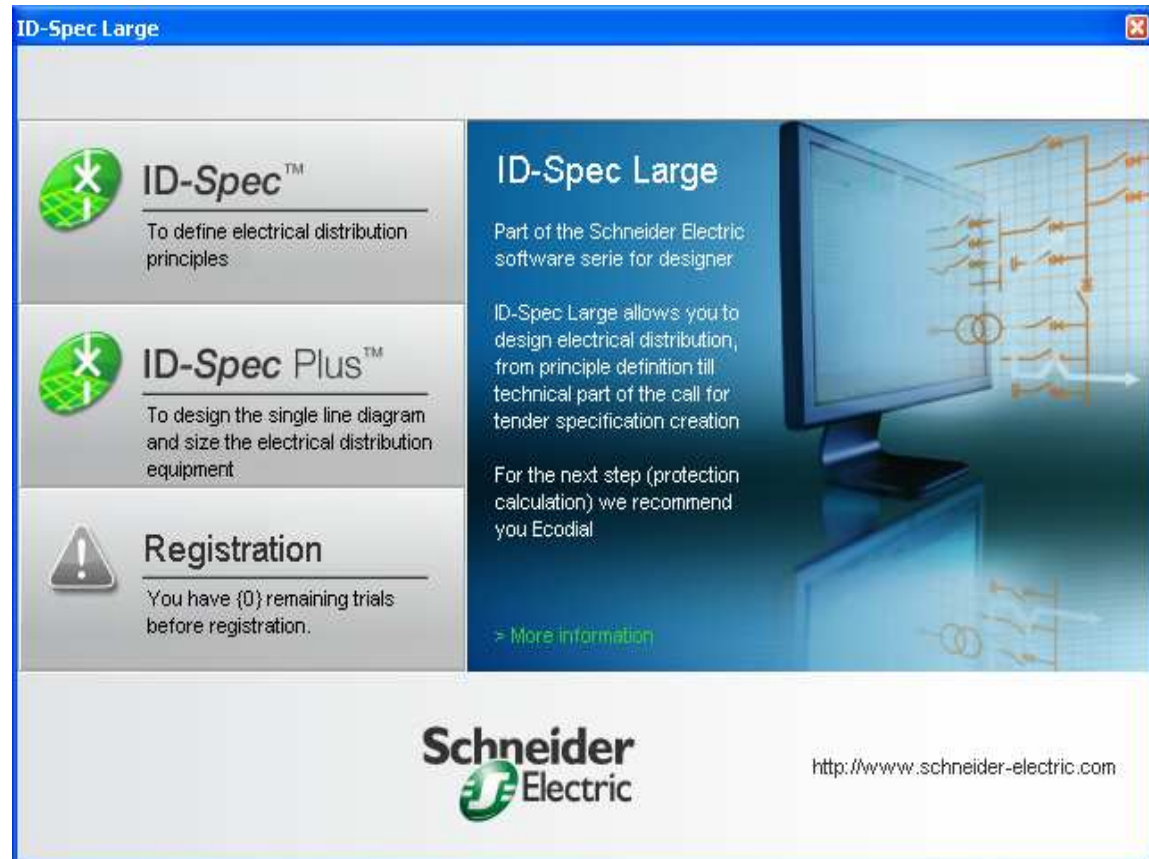 ID-Spec Large
ID-Spec™
To define electrical distribution
principles
ID-Spec Plus™
To design the single line diagram
and size the electrical distribution
equipment
Registration
You have {0} remaining trials
before registration.
ID-Spec Large
Part of the Schneider Electric
software serie for designer
ID-Spec Large allows you to
design electrical distribution,
from principle definition till
technical part of the call for
tender specification creation
For the next step (protection
calculation) we recommend
you Ecodial
> More information
Schneider
Electric
http://www.schneider-electric.com